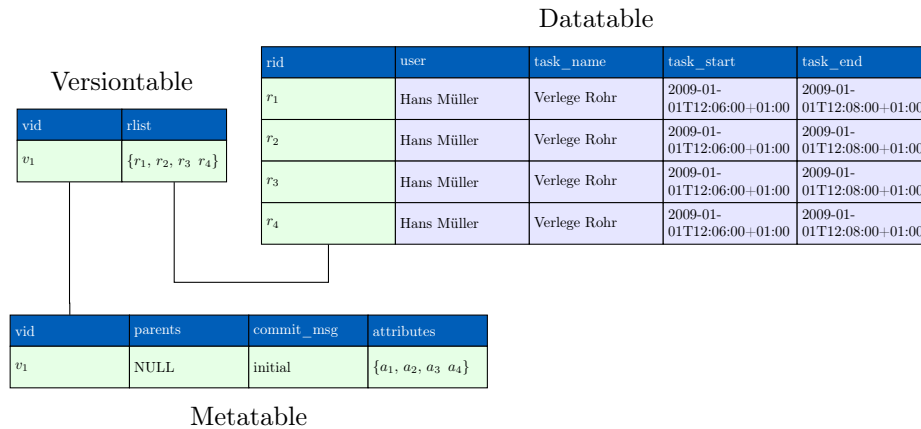 Datatable
rid user task_name task_start task_end
r₁ Hans Müller Verlege Rohr 2009-01-01T12:06:00+01:00 2009-01-01T12:08:00+01:00
r₂ Hans Müller Verlege Rohr 2009-01-01T12:06:00+01:00 2009-01-01T12:08:00+01:00
r₃ Hans Müller Verlege Rohr 2009-01-01T12:06:00+01:00 2009-01-01T12:08:00+01:00
r₄ Hans Müller Verlege Rohr 2009-01-01T12:06:00+01:00 2009-01-01T12:08:00+01:00
Versiontable
vid rlist
v₁ {r₁, r₂, r₃ r₄}
vid parents commit_msg attributes
v₁ NULL initial {a₁, a₂, a₃ a₄}
Metatable